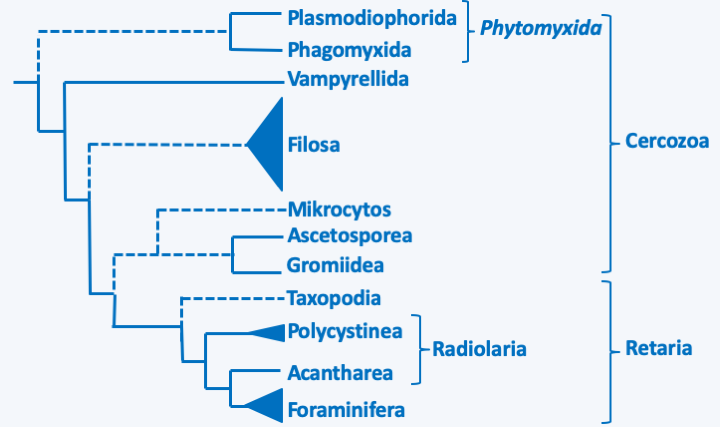 Plasmodiophorida
Phytomyxida
Phagomyxida
Vampyrellida
Filosa
Cercozoa
Mikrocytos
Ascetosporea
Gromiidea
Taxopodia
Polycystinea
Radiolaria
Retaria
Acantharea
Foraminifera